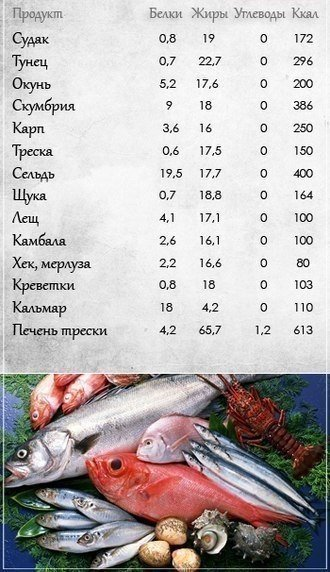 Продукт Белки Жиры Углеводы Ккал
Судак 0,8 19 0 172
Тунец 0,7 22,7 0 296
Окунь 5,2 17,6 0 200
Скумбрия 9 18 0 386
Карп 3,6 16 0 250
Треска 0,6 17,5 0 150
Сельдь 19,5 17,7 0 400
Щука 0,7 18,8 0 164
Лещ 4,1 17,1 0 100
Камбала 2,6 16,1 0 100
Хек, мерлуза 2,2 16,6 0 80
Креветки 0,8 18 0 103
Кальмар 18 4,2 0 110
Печень трески 4,2 65,7 1,2 613